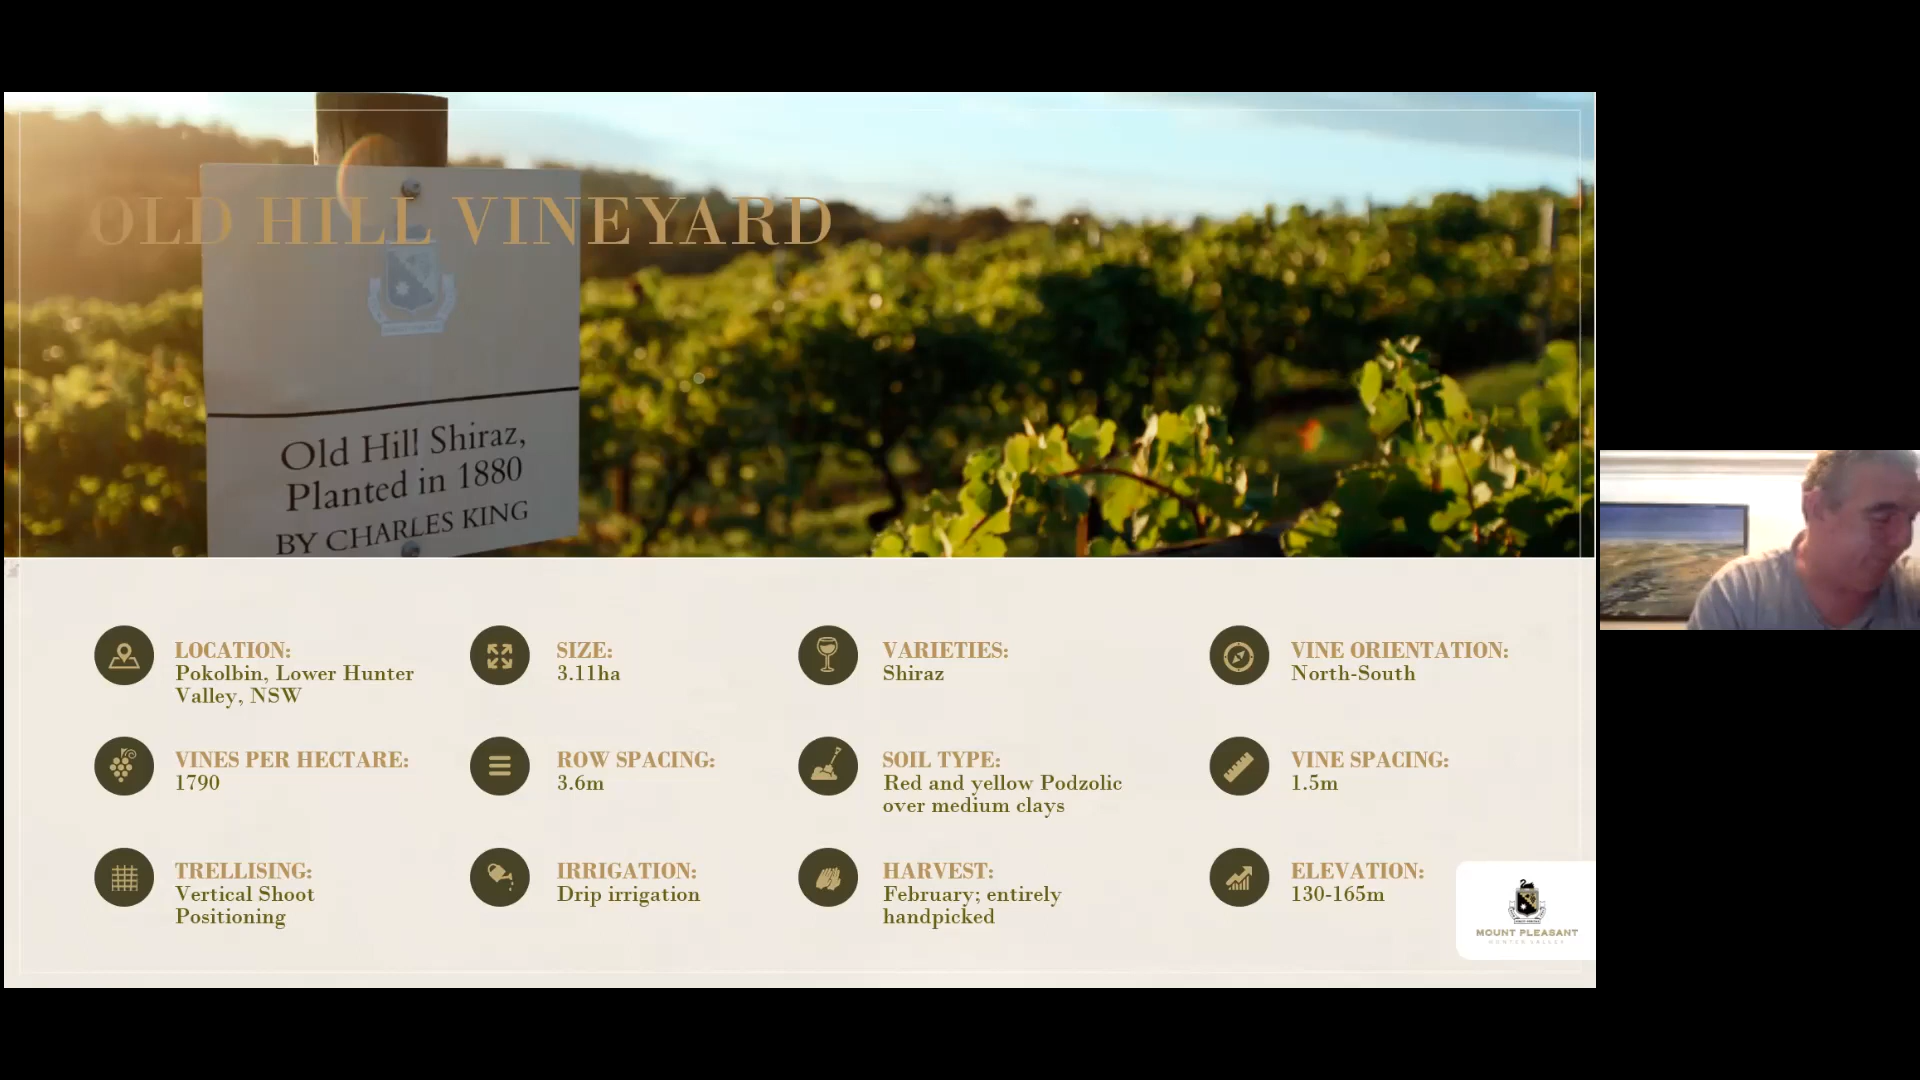 OLD HILL VINEYARD
Old Hill Shiraz,
Planted in 1880
BY CHARLES KING
LOCATION:
Pokolbin, Lower Hunter
Valley, NSW
SIZE:
3.11ha
VARIETIES:
Shiraz
VINE ORIENTATION:
North-South
VINES PER HECTARE:
1790
ROW SPACING:
3.6m
SOIL TYPE:
Red and yellow Podzolic
over medium clays
VINE SPACING:
1.5m
TRELLISING:
Vertical Shoot
Positioning
IRRIGATION:
Drip irrigation
HARVEST:
February; entirely
handpicked
ELEVATION:
130-165m
MOUNT PLEASANT
HUNTER VALLEY